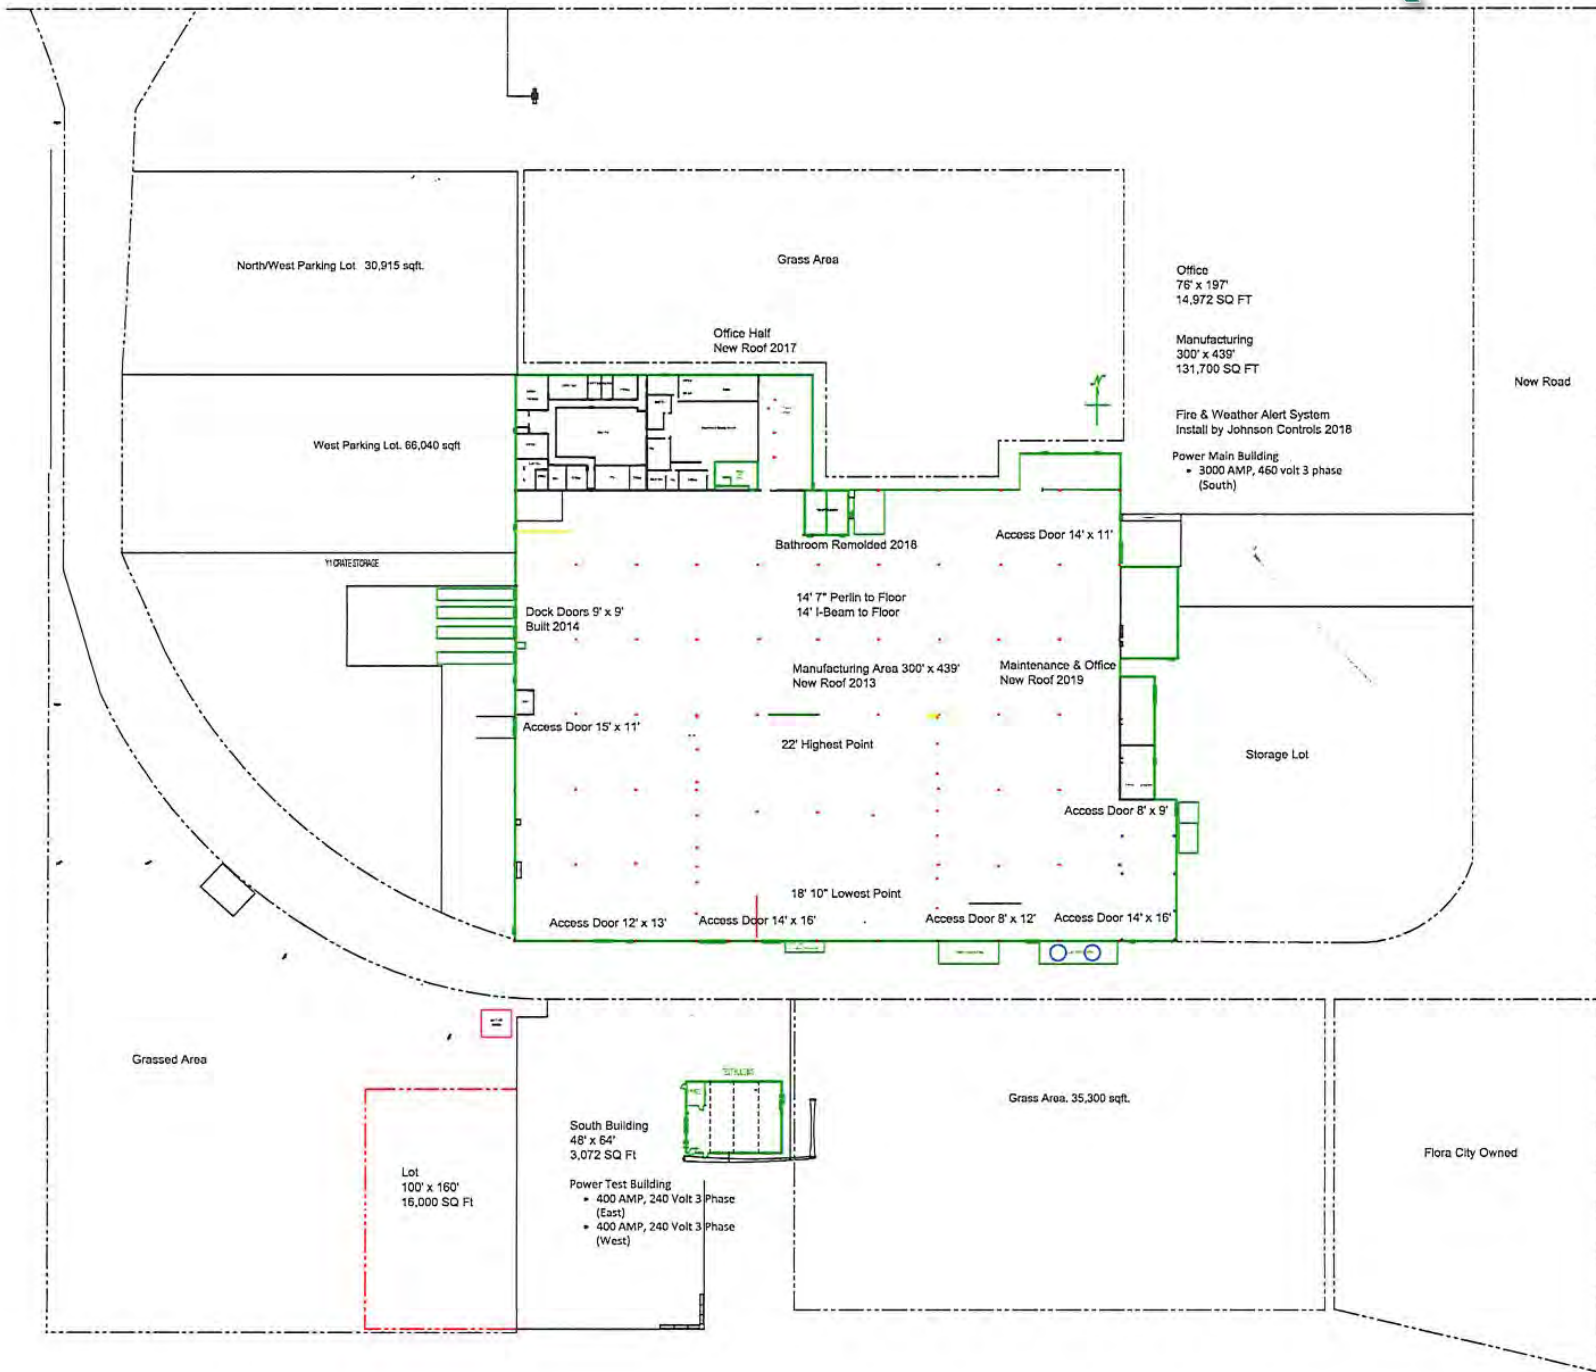 North/West Parking Lot 30,915 sqft.
Grass Area
Office
76' x 197'
14,972 SQ FT
Office Half
New Roof 2017
Manufacturing
300' x 439'
131,700 SQ FT
New Road
N
Fire & Weather Alert System
Install by Johnson Controls 2018
West Parking Lot. 66,040 sqft
Power Main Building
• 3000 AMP, 460 volt 3 phase
(South)
Access Door 14' x 11'
Bathroom Remolded 2018
Y1 CRATE STORAGE
14' 7" Perlin to Floor
14' I-Beam to Floor
Dock Doors 9' x 9'
Built 2014
Manufacturing Area 300' x 439'
New Roof 2013
Maintenance & Office
New Roof 2019
Access Door 15' x 11'
22' Highest Point
Storage Lot
Access Door 8' x 9'
18' 10" Lowest Point
Access Door 12' x 13'
Access Door 14' x 16'
Access Door 8' x 12'
Access Door 14' x 16'
Grassed Area
TEST BUILDING
Grass Area. 35,300 sqft.
South Building
48' x 64'
3,072 SQ Ft
Flora City Owned
Lot
100' x 160'
16,000 SQ Ft
Power Test Building
• 400 AMP, 240 Volt 3 Phase
(East)
• 400 AMP, 240 Volt 3 Phase
(West)